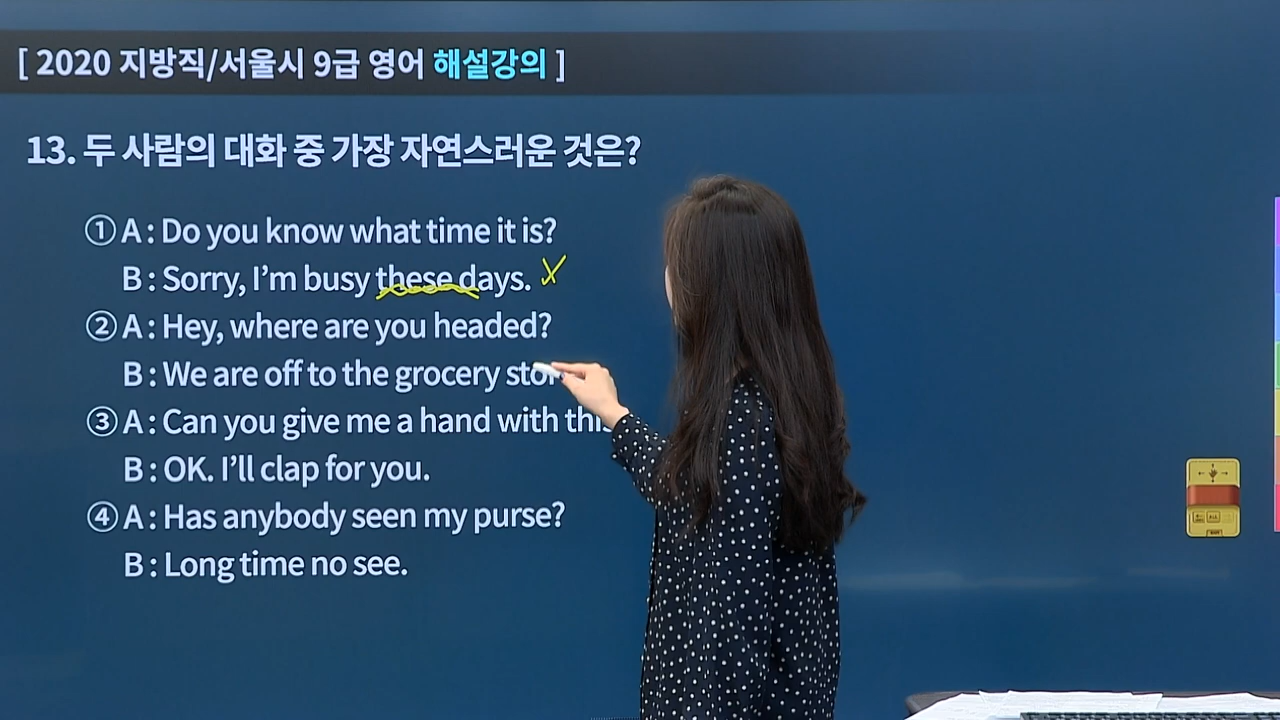 [ 2020 지방직/서울시 9급 영어 해설강의 ]
13. 두 사람의 대화 중 가장 자연스러운 것은?
① A : Do you know what time it is?
B : Sorry, I’m busy these days.
② A : Hey, where are you headed?
B : We are off to the grocery
③ A : Can you give me a hand with
B : OK. I’ll clap for you.
④ A : Has anybody seen my purse?
B : Long time no see.